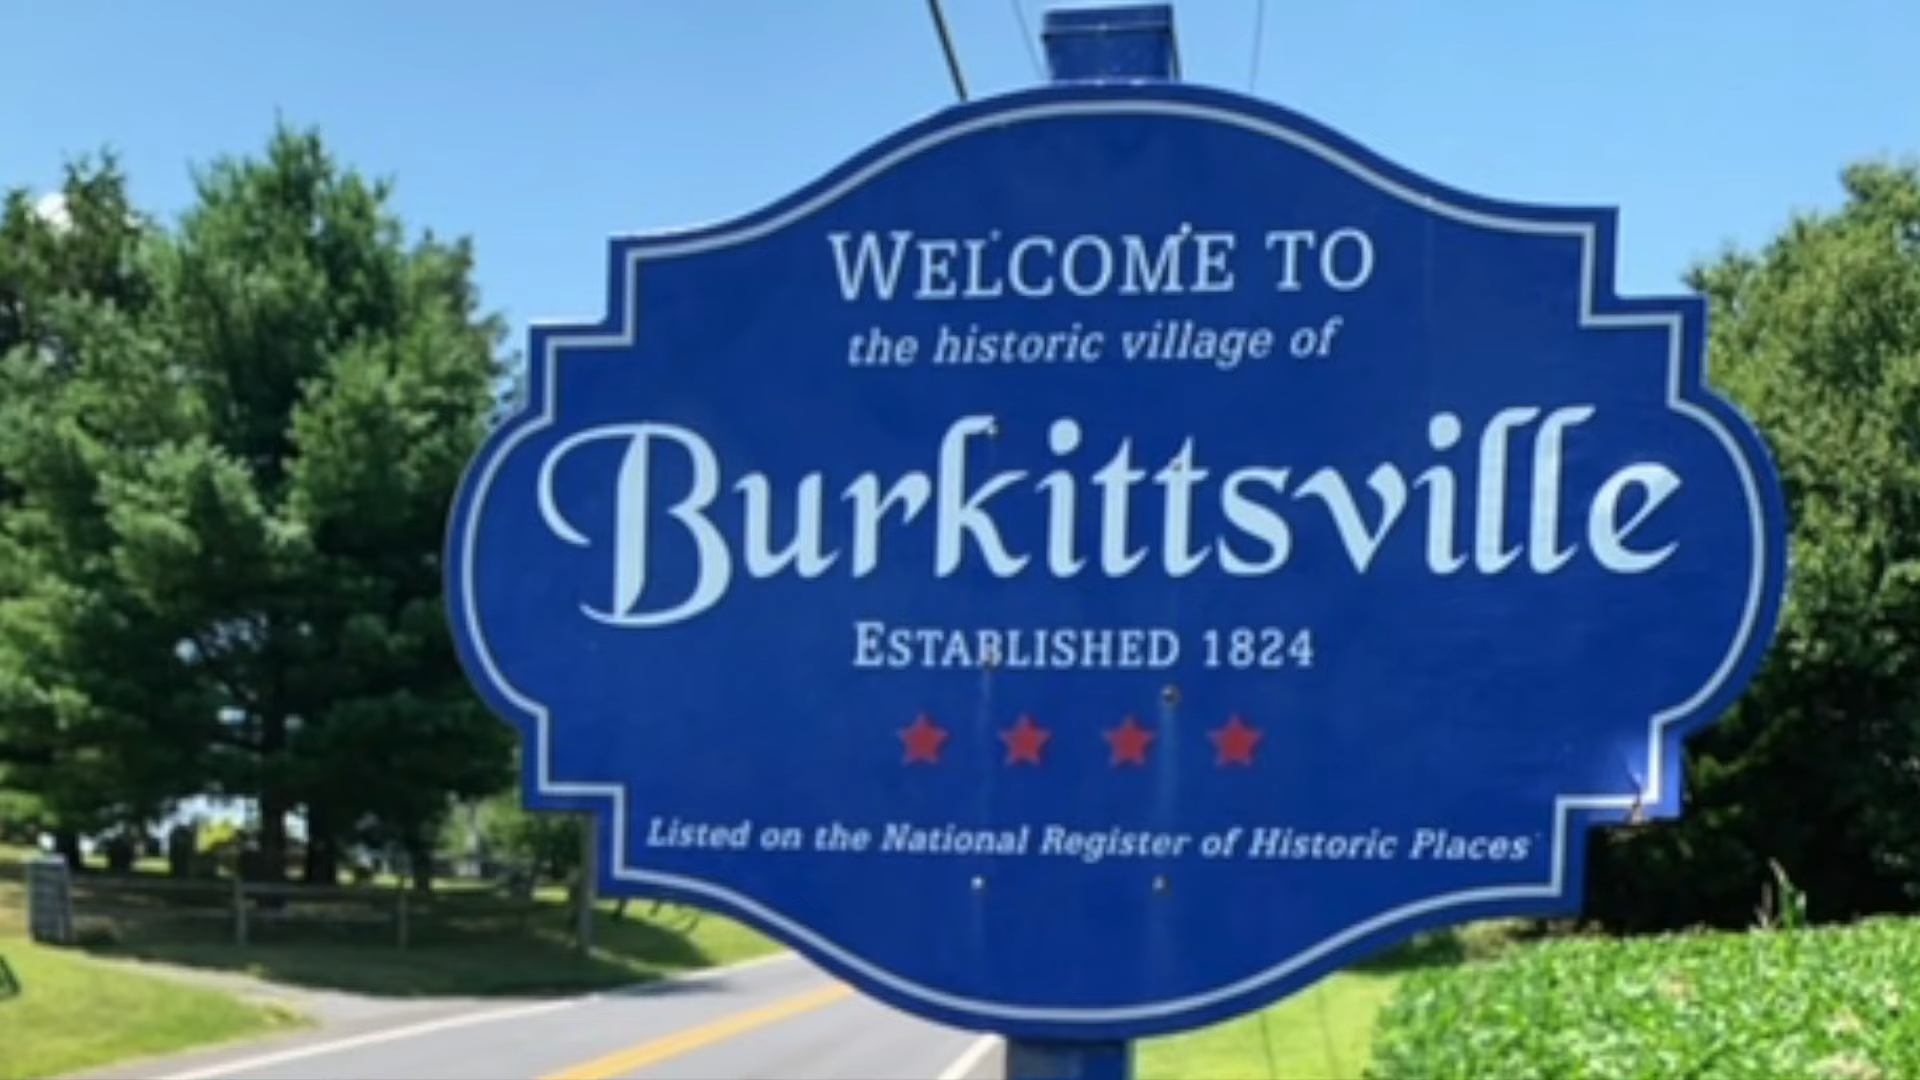 WELCOME TO
the historic village of
Burkittsville
ESTABLISHED 1824
Listed on the National Register of Historic Places